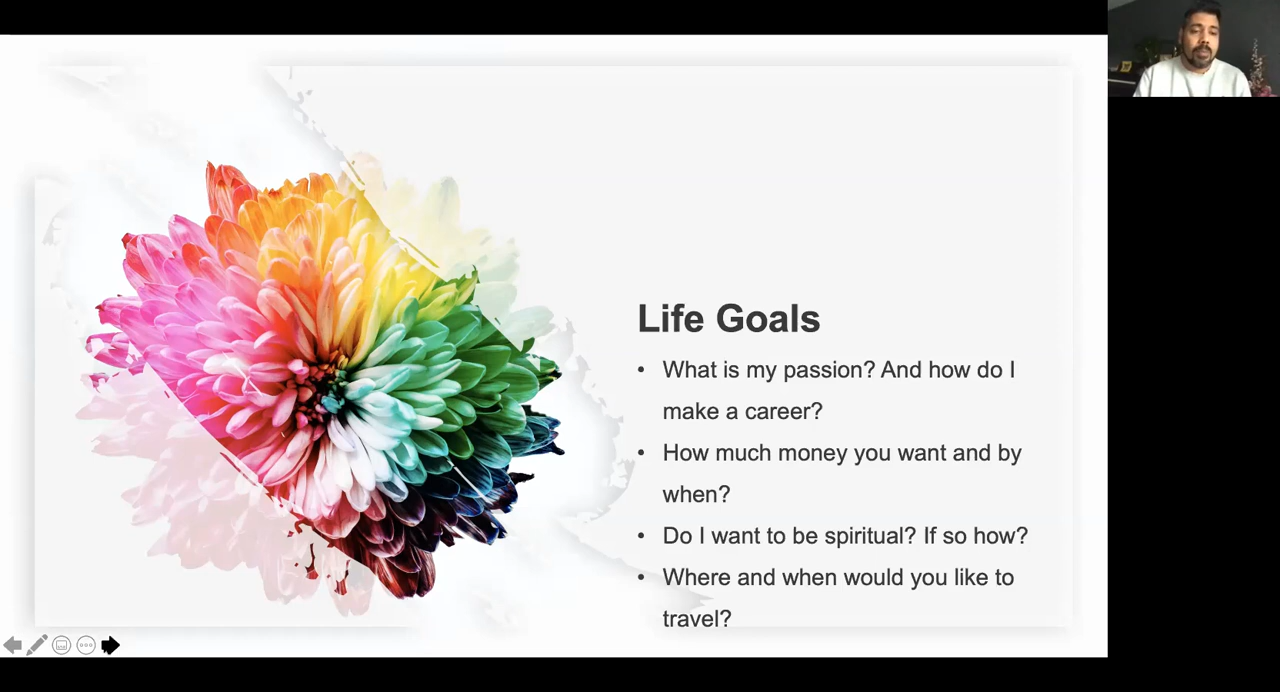 Life Goals
• What is my passion? And how do I
make a career?
• How much money you want and by
when?
• Do I want to be spiritual? If so how?
• Where and when would you like to
travel?